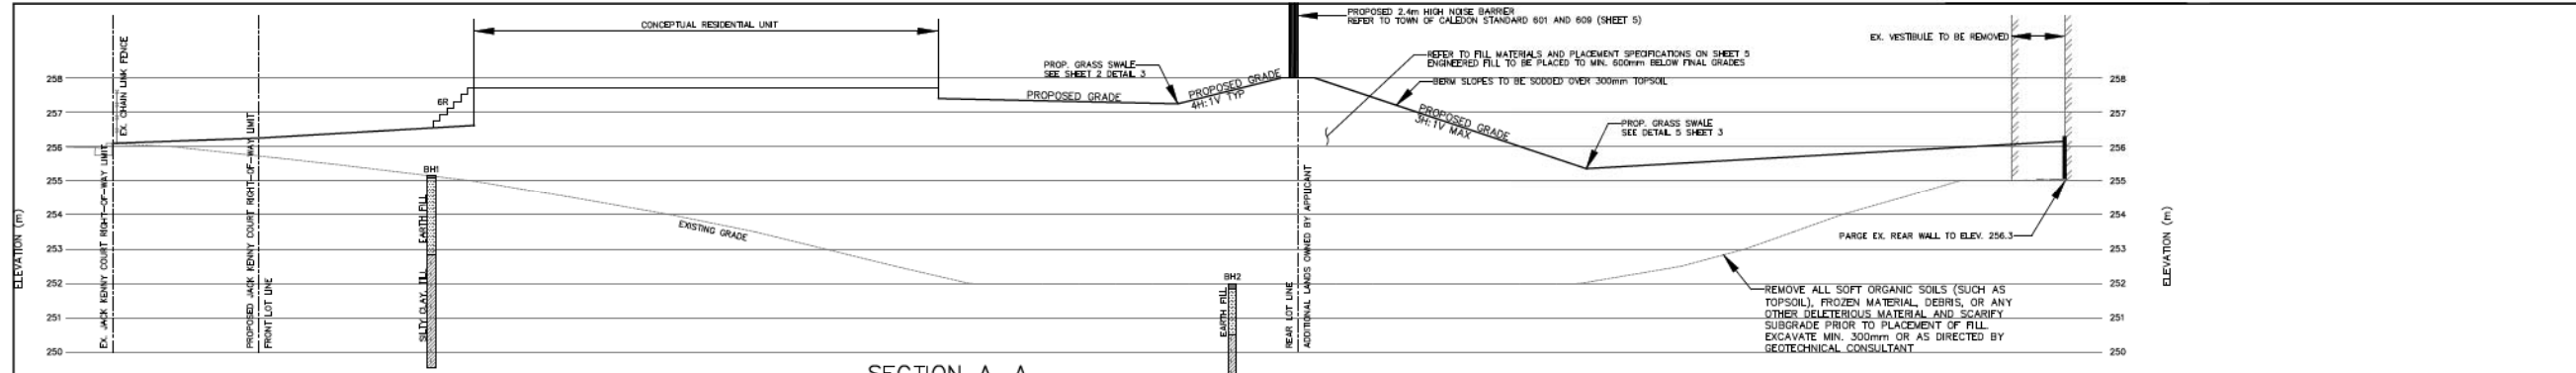 CONCEPTUAL RESIDENTIAL UNIT
PROPOSED 2.4m HIGH NOISE BARRIER
REFER TO TOWN OF CALEDON STANDARD 601 AND 609 (SHEET 5)
EX. VESTIBULE TO BE REMOVED
REFER TO FILL MATERIALS AND PLACEMENT SPECIFICATIONS ON SHEET 5
ENGINEERED FILL TO BE PLACED TO MIN. 600mm BELOW FINAL GRADES
BERM SLOPES TO BE SODDED OVER 300mm TOPSOIL
PROP. GRASS SWALE
SEE SHEET 2 DETAIL 3
PROPOSED GRADE
PROPOSED GRADE
4H:1V TYP
PROPOSED GRADE
3H:1V MAX
PROP. GRASS SWALE
SEE DETAIL 5 SHEET 3
6R
EX. CHAIN LINK FENCE
EX. JACK KENNY COURT RIGHT-OF-WAY LIMIT
PROPOSED JACK KENNY COURT RIGHT-OF-WAY LIMIT
FRONT LOT LINE
BH1
EARTH FILL
SILTY CLAY, TILL
EXISTING GRADE
BH2
EARTH FILL
REAR LOT LINE
ADDITIONAL LANDS OWNED BY APPLICANT
PARGE EX. REAR WALL TO ELEV. 256.3
REMOVE ALL SOFT ORGANIC SOILS (SUCH AS
TOPSOIL), FROZEN MATERIAL, DEBRIS, OR ANY
OTHER DELETERIOUS MATERIAL AND SCARIFY
SUBGRADE PRIOR TO PLACEMENT OF FILL.
EXCAVATE MIN. 300mm OR AS DIRECTED BY
GEOTECHNICAL CONSULTANT
ELEVATION (m)
258
257
256
255
254
253
252
251
250
258
257
256
255
254
253
252
251
250
ELEVATION (m)
SECTION A-A